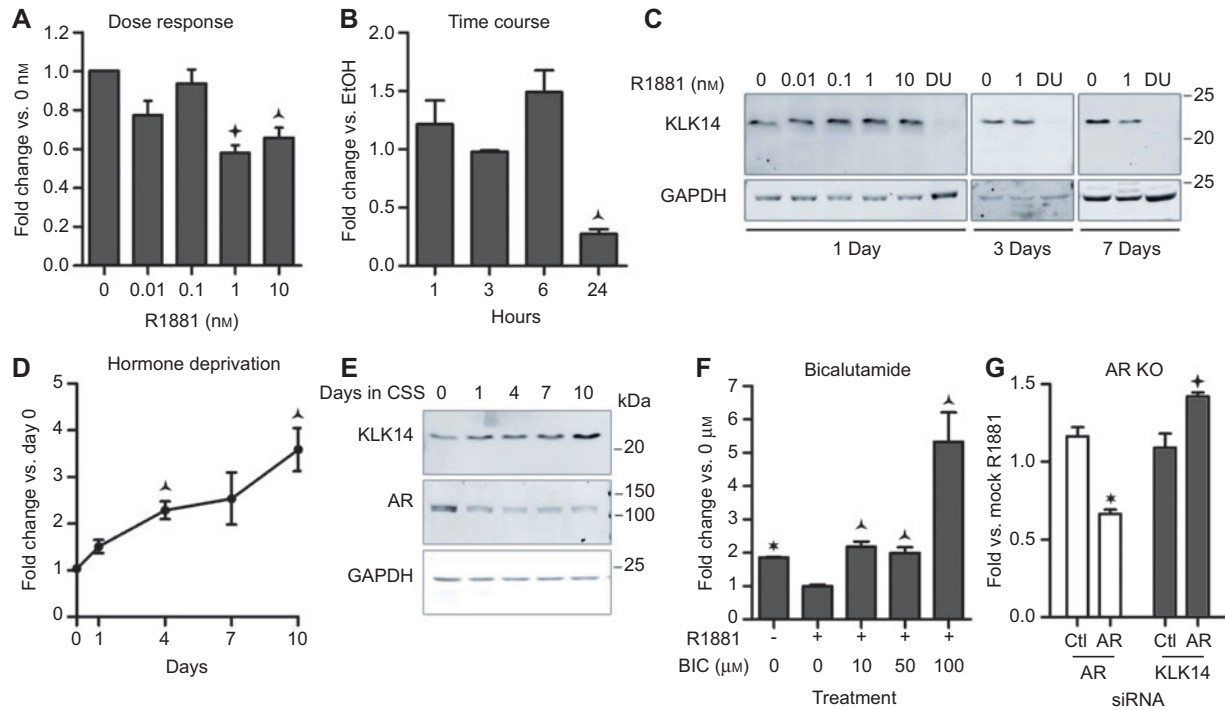 A Dose response
Fold change vs. 0 nM
1.2
1.0
0.8
0.6
0.4
0.2
0.0
0 0.01 0.1 1 10
R1881 (nM)
B Time course
Fold change vs. EtOH
2.0
1.5
1.0
0.5
0.0
1 3 6 24
Hours
C
R1881 (nM) 0 0.01 0.1 1 10 DU 0 1 DU 0 1 DU
KLK14
GAPDH
–25
–20
–25
1 Day 3 Days 7 Days
D Hormone deprivation
Fold change vs. day 0
5
4
3
2
1
0
0 1 4 7 10
Days
E
Days in CSS 0 1 4 7 10 kDa
KLK14 –20
AR –150
–100
GAPDH –25
F Bicalutamide
Fold change vs. 0 μM
7
6
5
4
3
2
1
0
R1881 - + + + +
BIC (μM) 0 0 10 50 100
Treatment
G AR KO
Fold vs. mock R1881
1.5
1.0
0.5
0.0
Ctl AR Ctl AR
AR KLK14
siRNA